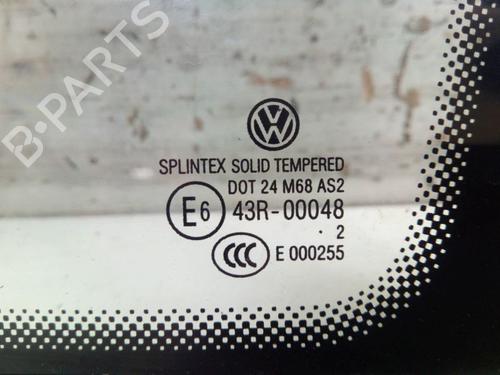 B-PARTS
SPLINTEX SOLID TEMPERED
DOT 24 M68 AS2
E6 43R-00048
2
CCC E 000255